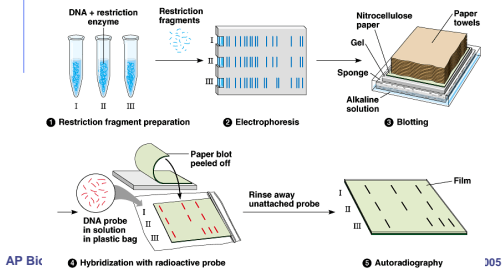 DNA + restriction
enzyme
I II III
1 Restriction fragment preparation
Restriction
fragments
I
II
III
2 Electrophoresis
Nitrocellulose
paper
Gel
Sponge
Alkaline
solution
Paper
towels
3 Blotting
DNA probe
in solution
in plastic bag
Paper blot
peeled off
I
II
III
4 Hybridization with radioactive probe
Rinse away
unattached probe
I
II
III
Film
5 Autoradiography
AP
005